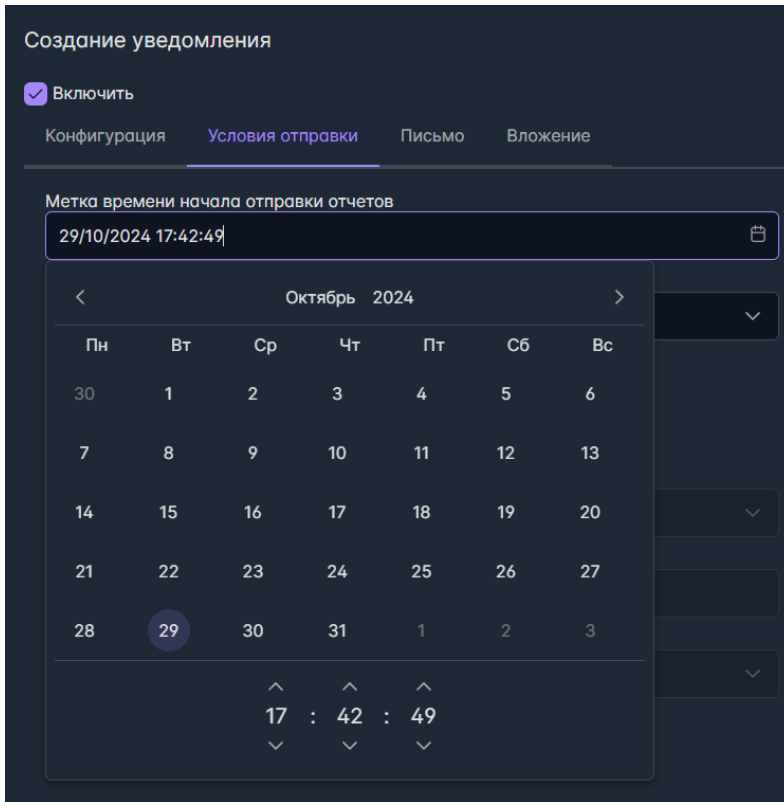 Создание уведомления
Включить
Конфигурация Условия отправки Письмо Вложение
Метка времени начала отправки отчетов
29/10/2024 17:42:49
Октябрь 2024
Пн Вт Ср Чт Пт Сб Вс
30 1 2 3 4 5 6
7 8 9 10 11 12 13
14 15 16 17 18 19 20
21 22 23 24 25 26 27
28 29 30 31 1 2 3
17 : 42 : 49